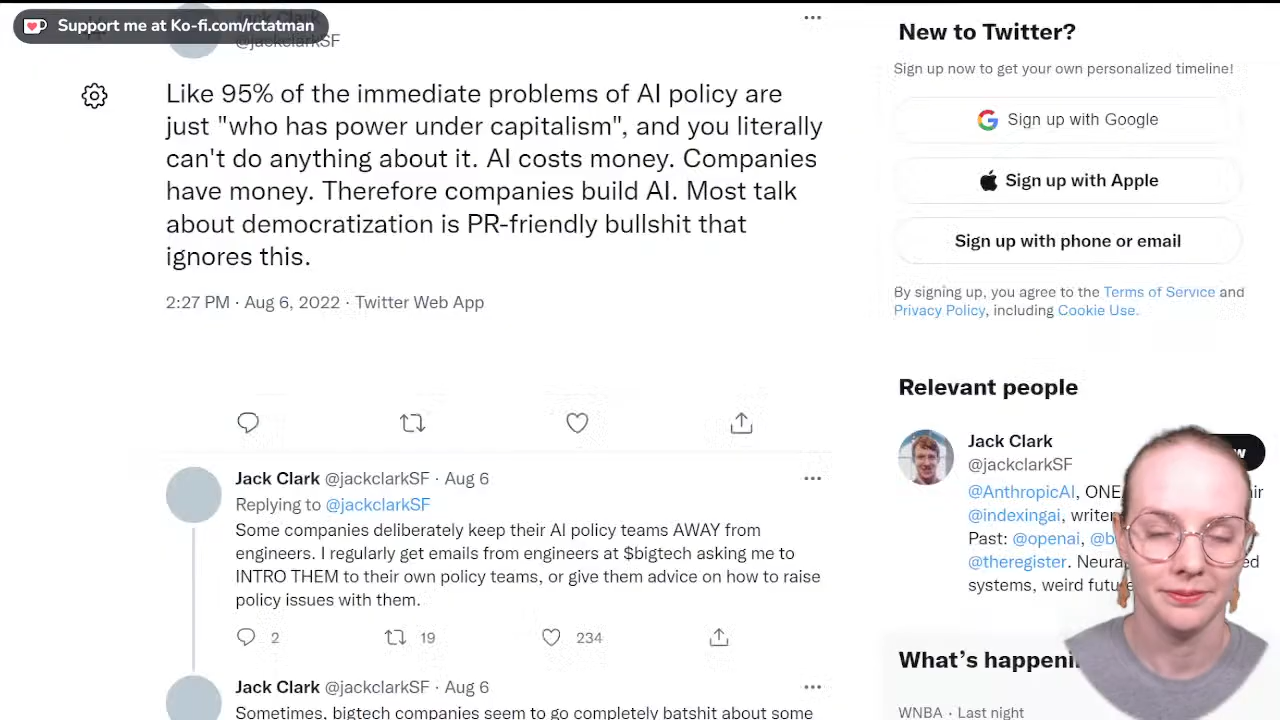 Support me at Ko-fi.com/rctatman
@jackclarkSF
Like 95% of the immediate problems of AI policy are
just "who has power under capitalism", and you literally
can't do anything about it. AI costs money. Companies
have money. Therefore companies build AI. Most talk
about democratization is PR-friendly bullshit that
ignores this.
2:27 PM · Aug 6, 2022 · Twitter Web App
Jack Clark @jackclarkSF · Aug 6
Replying to @jackclarkSF
Some companies deliberately keep their AI policy teams AWAY from
engineers. I regularly get emails from engineers at $bigtech asking me to
INTRO THEM to their own policy teams, or give them advice on how to raise
policy issues with them.
2 19 234
Jack Clark @jackclarkSF · Aug 6
Sometimes, bigtech companies seem to go completely batshit about some
New to Twitter?
Sign up now to get your own personalized timeline!
Sign up with Google
Sign up with Apple
Sign up with phone or email
By signing up, you agree to the Terms of Service and
Privacy Policy, including Cookie Use.
Relevant people
Jack Clark
@jackclarkSF
@AnthropicAI, ONE
@indexingai, writer
Past: @openai,
@theregister.
systems, weird
What's
WNBA · Last night